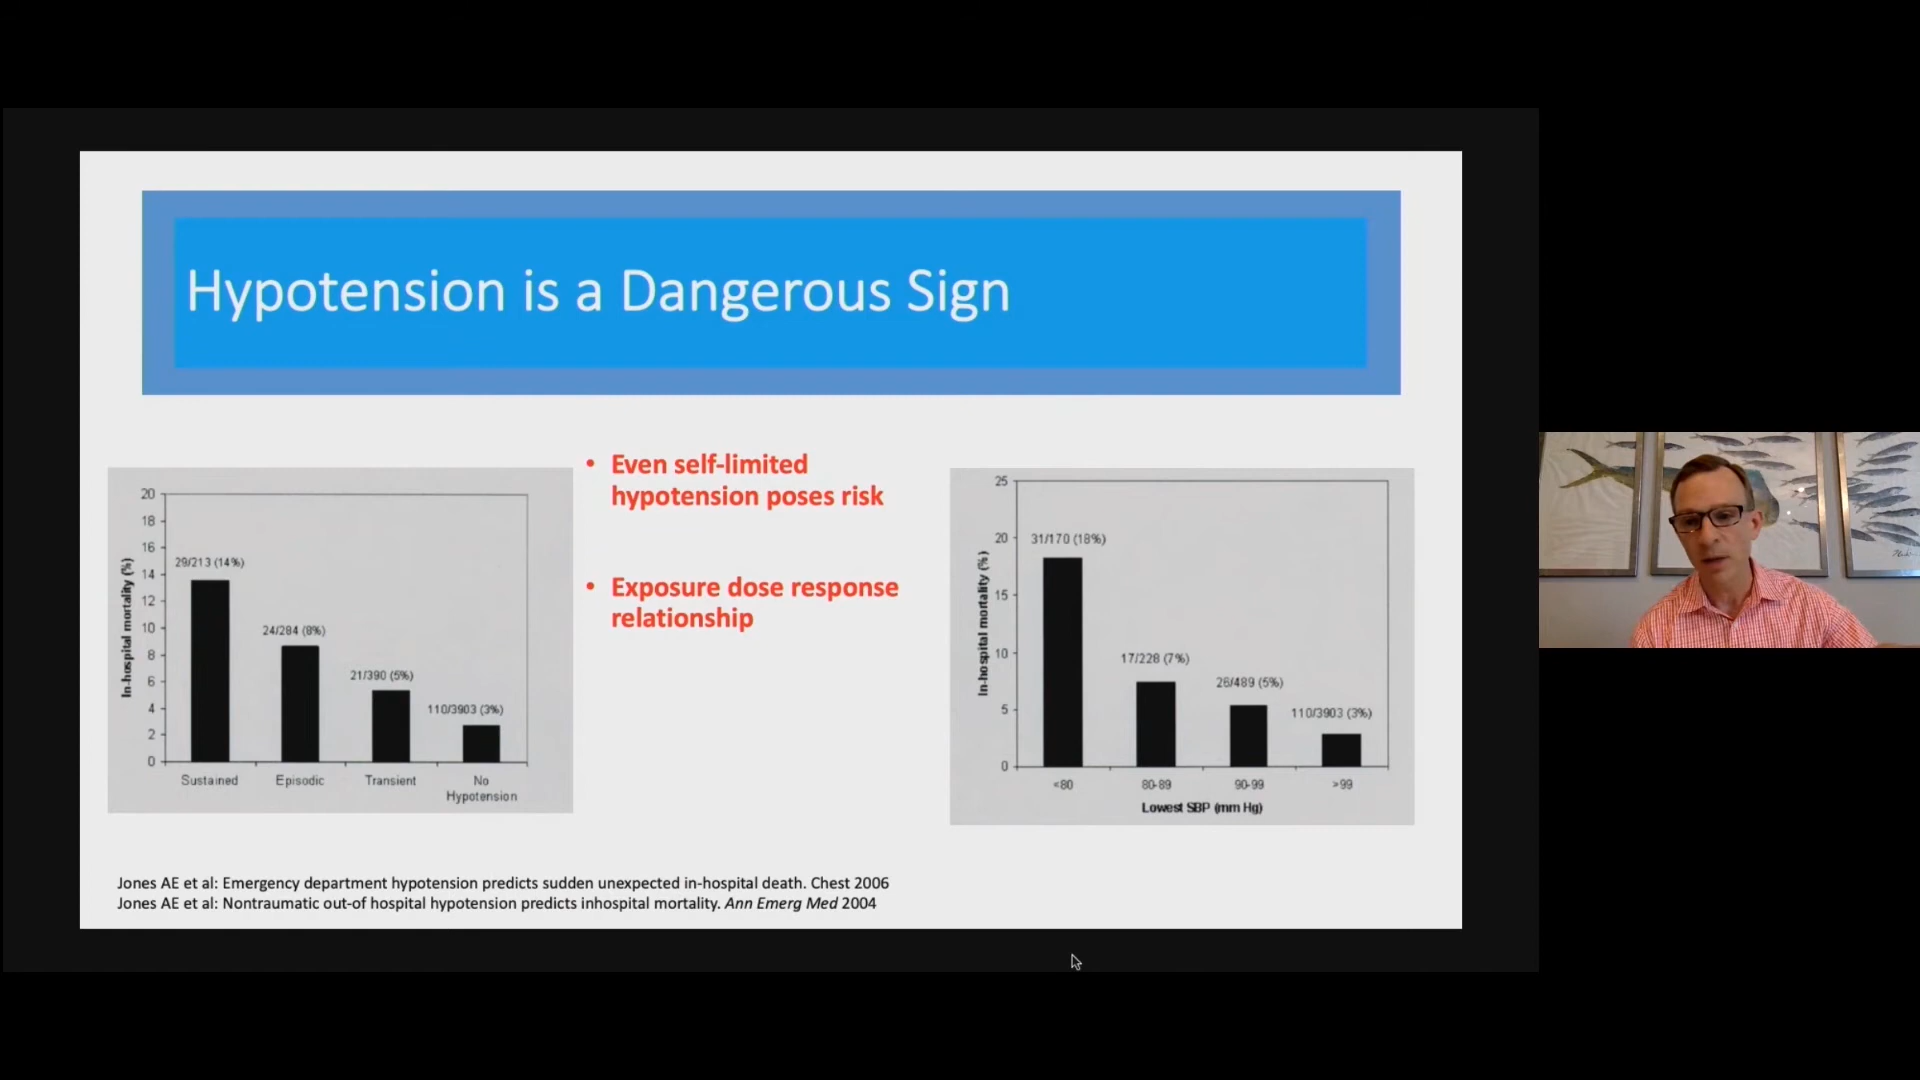 Hypotension is a Dangerous Sign
20
18
16
14
12
10
8
6
4
2
0
In-hospital mortality (%)
29/213 (14%)
24/284 (8%)
21/390 (5%)
110/3903 (3%)
Sustained
Episodic
Transient
No
Hypotension
• Even self-limited
hypotension poses risk
• Exposure dose response
relationship
25
20
15
10
5
0
In-hospital mortality (%)
31/170 (18%)
17/228 (7%)
26/489 (5%)
110/3903 (3%)
<80
80-89
90-99
>99
Lowest SBP (mm Hg)
Jones AE et al: Emergency department hypotension predicts sudden unexpected in-hospital death. Chest 2006
Jones AE et al: Nontraumatic out-of hospital hypotension predicts inhospital mortality. Ann Emerg Med 2004